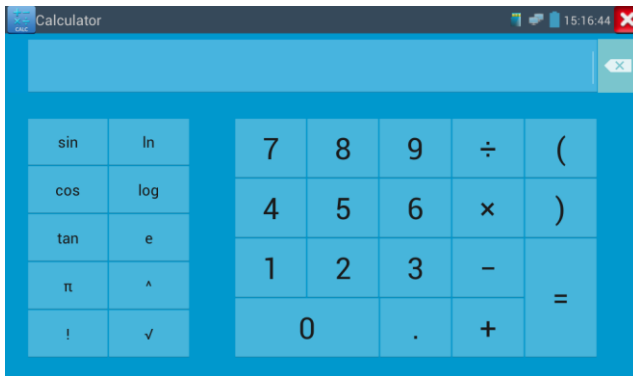 Calculator 15:16:44
CALC
sin ln 7 8 9 ÷ (
cos log 4 5 6 × )
tan e 1 2 3 − =
π ^ 0 . +
! √